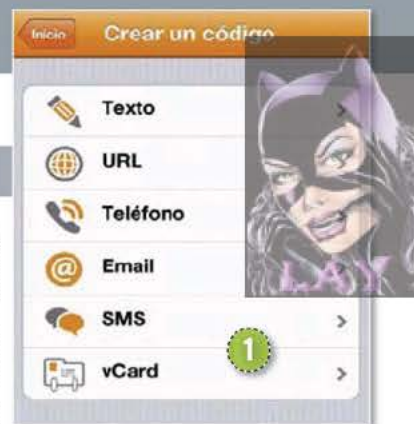 Inicio Crear un código
Texto
URL
Teléfono
Email
SMS
vCard
1
LAY